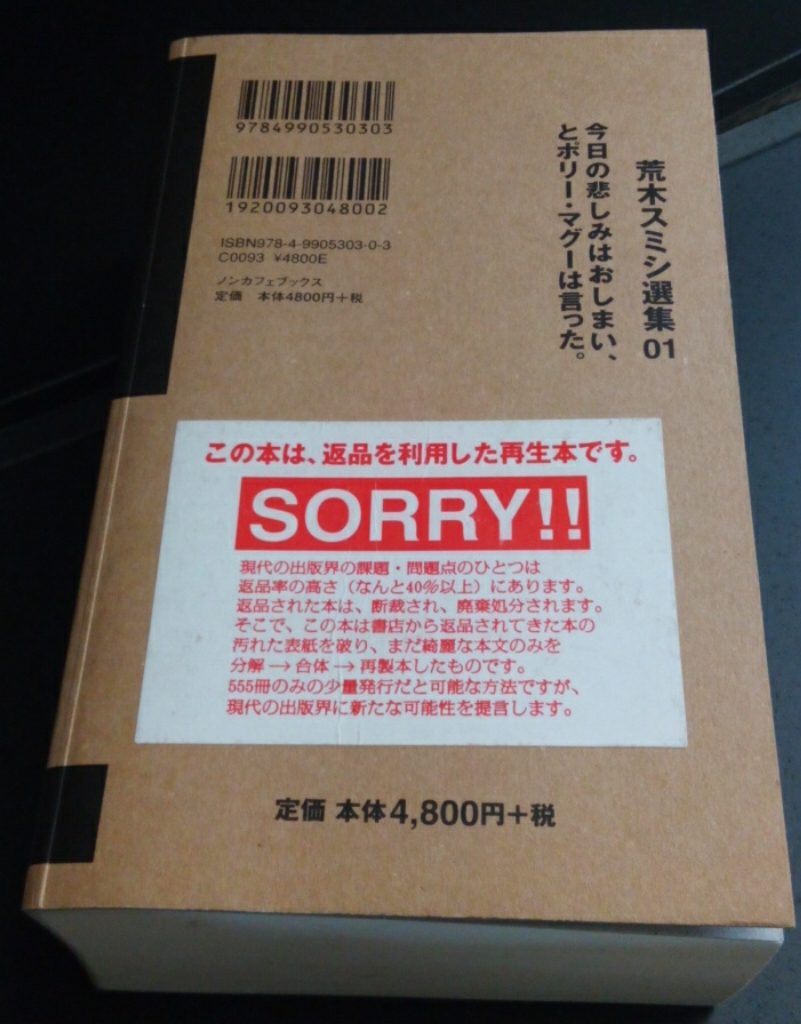 荒木スミシ選集 01
今日の悲しみはおしまい、
とポリー・マグーは言った。
9784990530303
1920093048002
ISBN978-4-9905303-0-3
C0093 ¥4800E
ノンカフェブックス
定価 本体4800円+税
この本は、返品を利用した再生本です。
SORRY!!
現代の出版界の課題・問題点のひとつは
返品率の高さ（なんと40%以上）にあります。
返品された本は、断裁され、廃棄処分されます。
そこで、この本は書店から返品されてきた本の
汚れた表紙を破り、まだ綺麗な本文のみを
分解→合体→再製本したものです。
555冊のみの少量発行だと可能な方法ですが、
現代の出版界に新たな可能性を提言します。
定価 本体4,800円+税